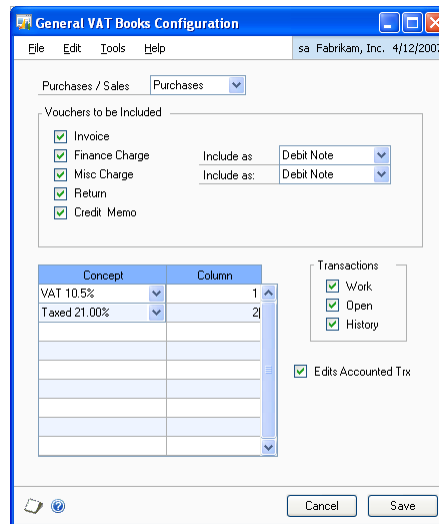 General VAT Books Configuration
File Edit Tools Help sa Fabrikam, Inc. 4/12/2007
Purchases / Sales Purchases
Vouchers to be Included
Invoice
Finance Charge Include as Debit Note
Misc Charge Include as: Debit Note
Return
Credit Memo
Concept Column
VAT 10.5% 1
Taxed 21.00% 2
Transactions
Work
Open
History
Edits Accounted Trx
Cancel Save